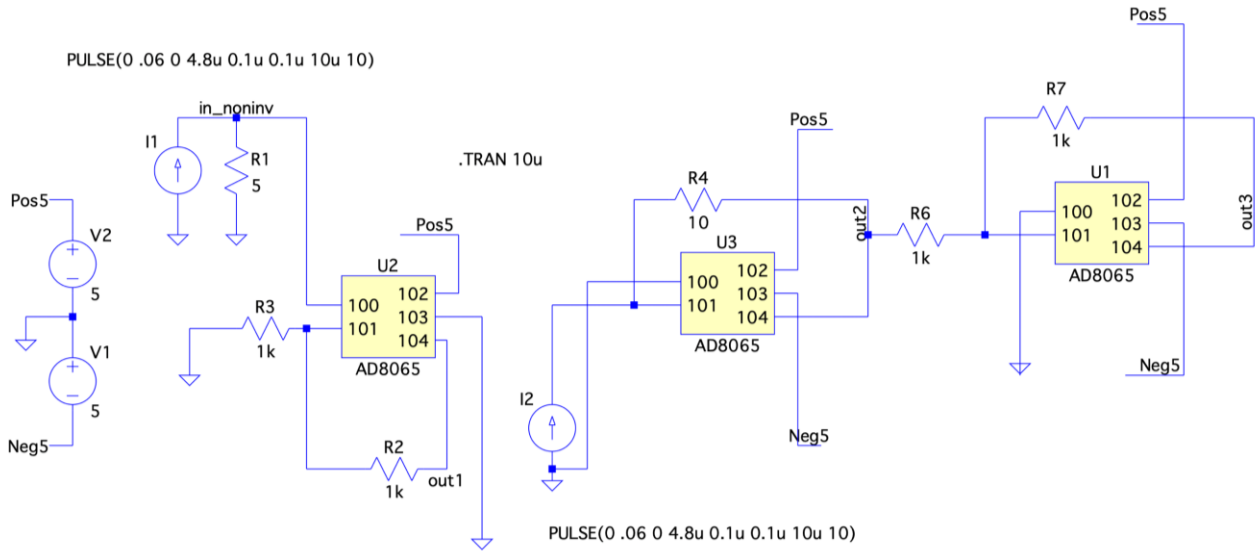 PULSE(0 .06 0 4.8u 0.1u 0.1u 10u 10)
in_noninv
I1
R1
5
.TRAN 10u
Pos5
V2
5
V1
5
Neg5
Pos5
U2
100
101
102
103
104
AD8065
R3
1k
R2
1k
out1
Pos5
R4
10
U3
100
101
102
103
104
AD8065
out2
I2
Neg5
PULSE(0 .06 0 4.8u 0.1u 0.1u 10u 10)
Pos5
R7
1k
R6
1k
U1
100
101
102
103
104
AD8065
out3
Neg5